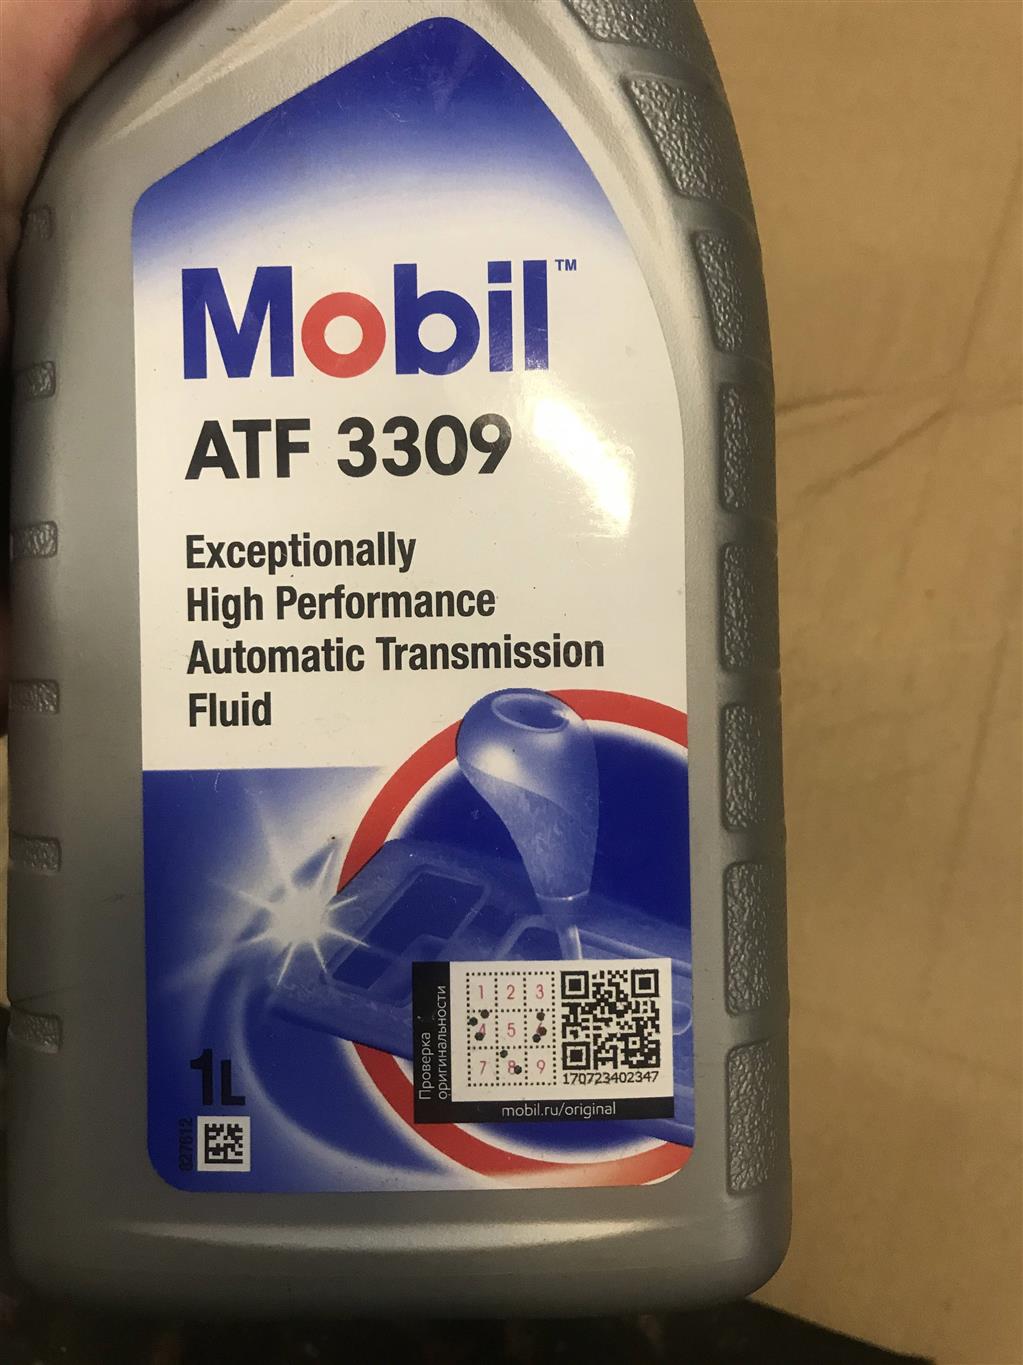 Mobil™
ATF 3309
Exceptionally
High Performance
Automatic Transmission
Fluid
1L
827612
Проверка
оригинальности
1 2 3
4 5 6
7 8 9
170723402347
mobil.ru/original